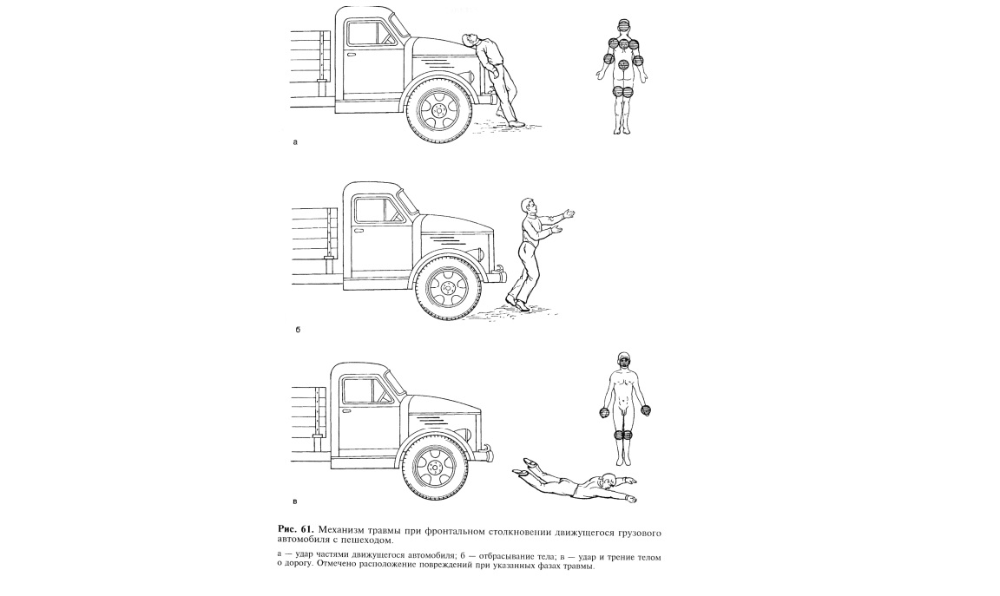 а
б
в
Рис. 61. Механизм травмы при фронтальном столкновении движущегося грузового
автомобиля с пешеходом.
а — удар частями движущегося автомобиля; б — отбрасывание тела; в — удар и трение телом
о дорогу. Отмечено расположение повреждений при указанных фазах травмы.